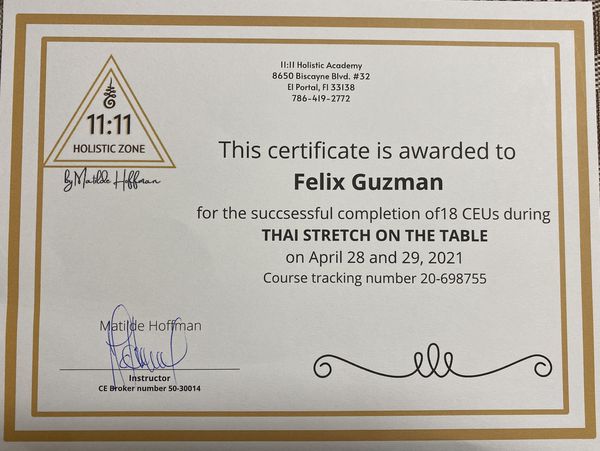 11:11 Holistic Academy
8650 Biscayne Blvd. #32
El Portal, Fl 33138
786-419-2772
11:11
HOLISTIC ZONE
by Matilde Hoffman
This certificate is awarded to
Felix Guzman
for the succsessful completion of18 CEUs during
THAI STRETCH ON THE TABLE
on April 28 and 29, 2021
Course tracking number 20-698755
Matilde Hoffman
Instructor
CE Broker number 50-30014